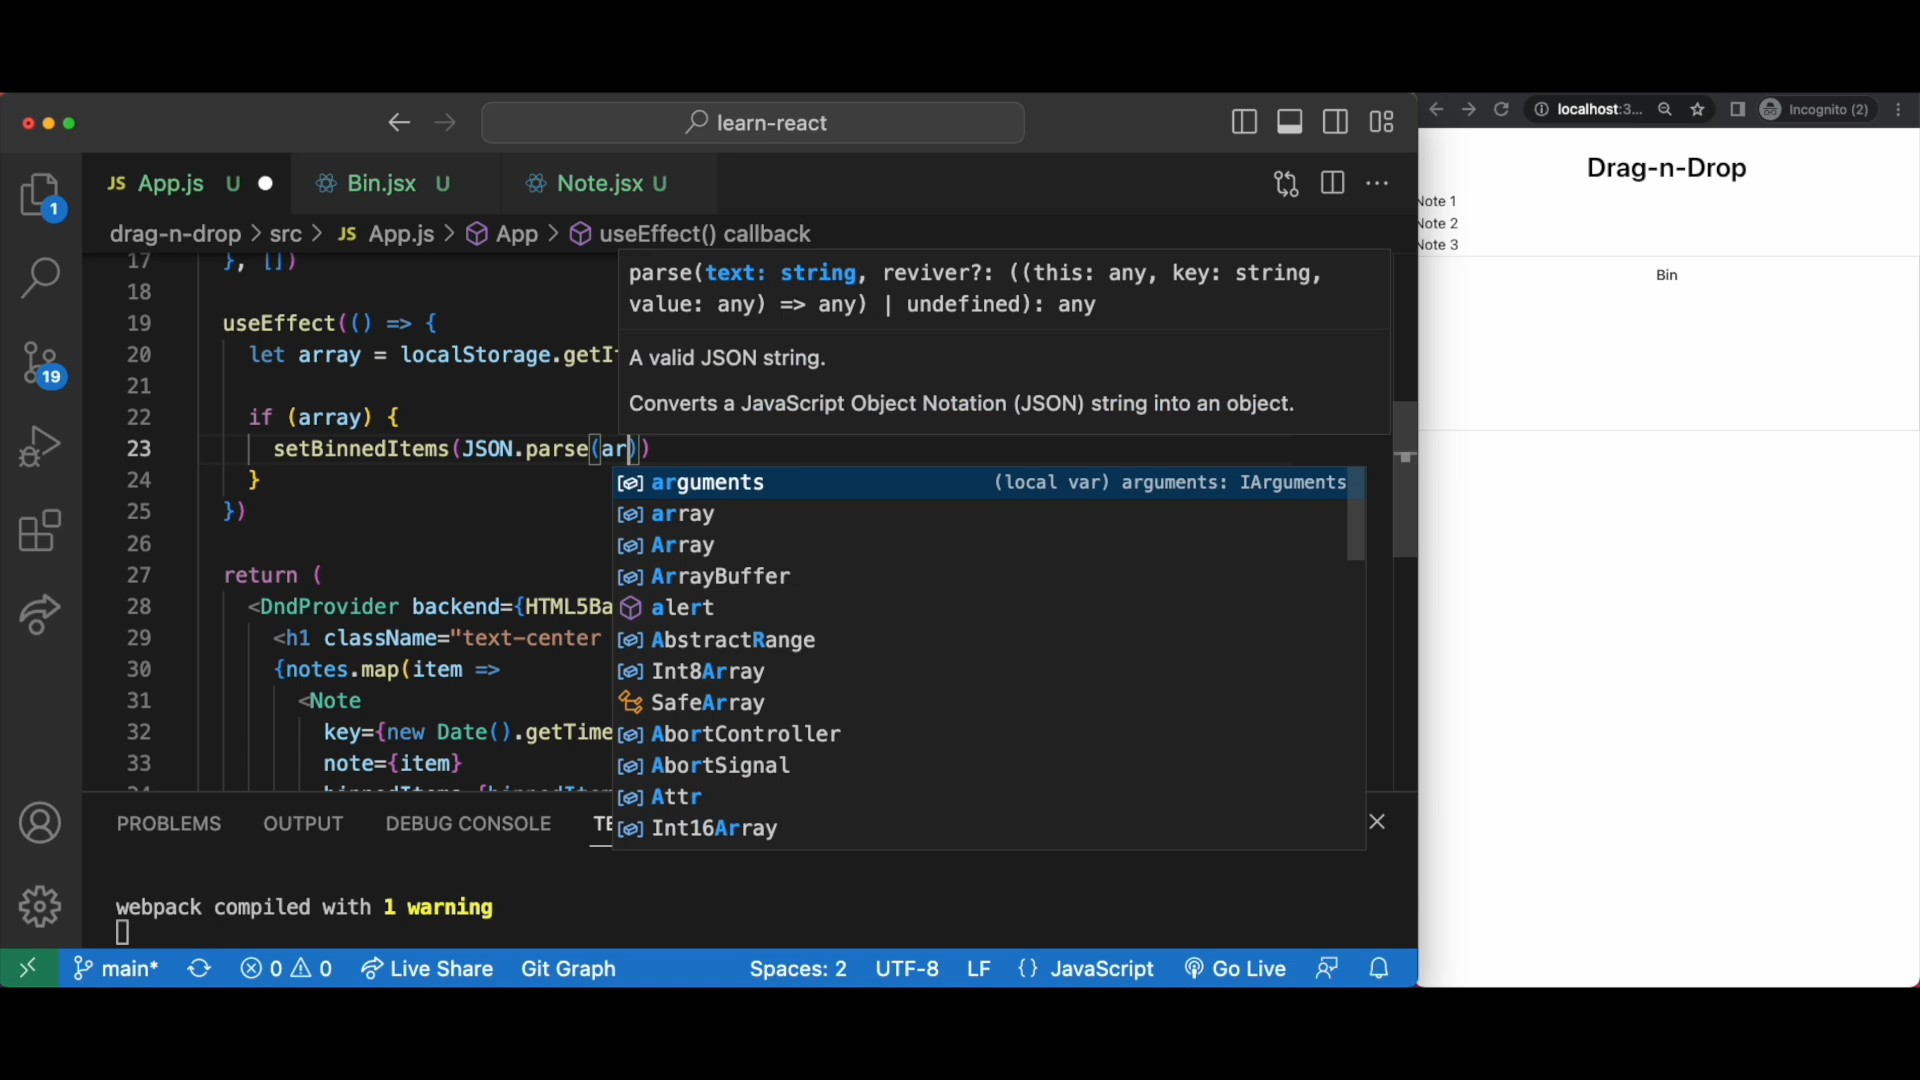 learn-react
localhost:3...
Incognito (2)
JS App.js U
Bin.jsx U
Note.jsx U
drag-n-drop > src > JS App.js > App > useEffect() callback
1
19
17 }, [])
18
19 useEffect(() => {
20 let array = localStorage.getI
21
22 if (array) {
23 setBinnedItems(JSON.parse(ar))
24 }
25 })
26
27 return (
28 <DndProvider backend={HTML5Ba
29 <h1 className="text-center
30 {notes.map(item =>
31 <Note
32 key={new Date().getTime
33 note={item}
parse(text: string, reviver?: ((this: any, key: string,
value: any) => any) | undefined): any
A valid JSON string.
Converts a JavaScript Object Notation (JSON) string into an object.
arguments (local var) arguments: IArguments
array
Array
ArrayBuffer
alert
AbstractRange
Int8Array
SafeArray
AbortController
AbortSignal
Attr
Int16Array
PROBLEMS OUTPUT DEBUG CONSOLE TE
webpack compiled with 1 warning
main* 0 0 Live Share Git Graph Spaces: 2 UTF-8 LF {} JavaScript Go Live
Drag-n-Drop
Note 1
Note 2
Note 3
Bin